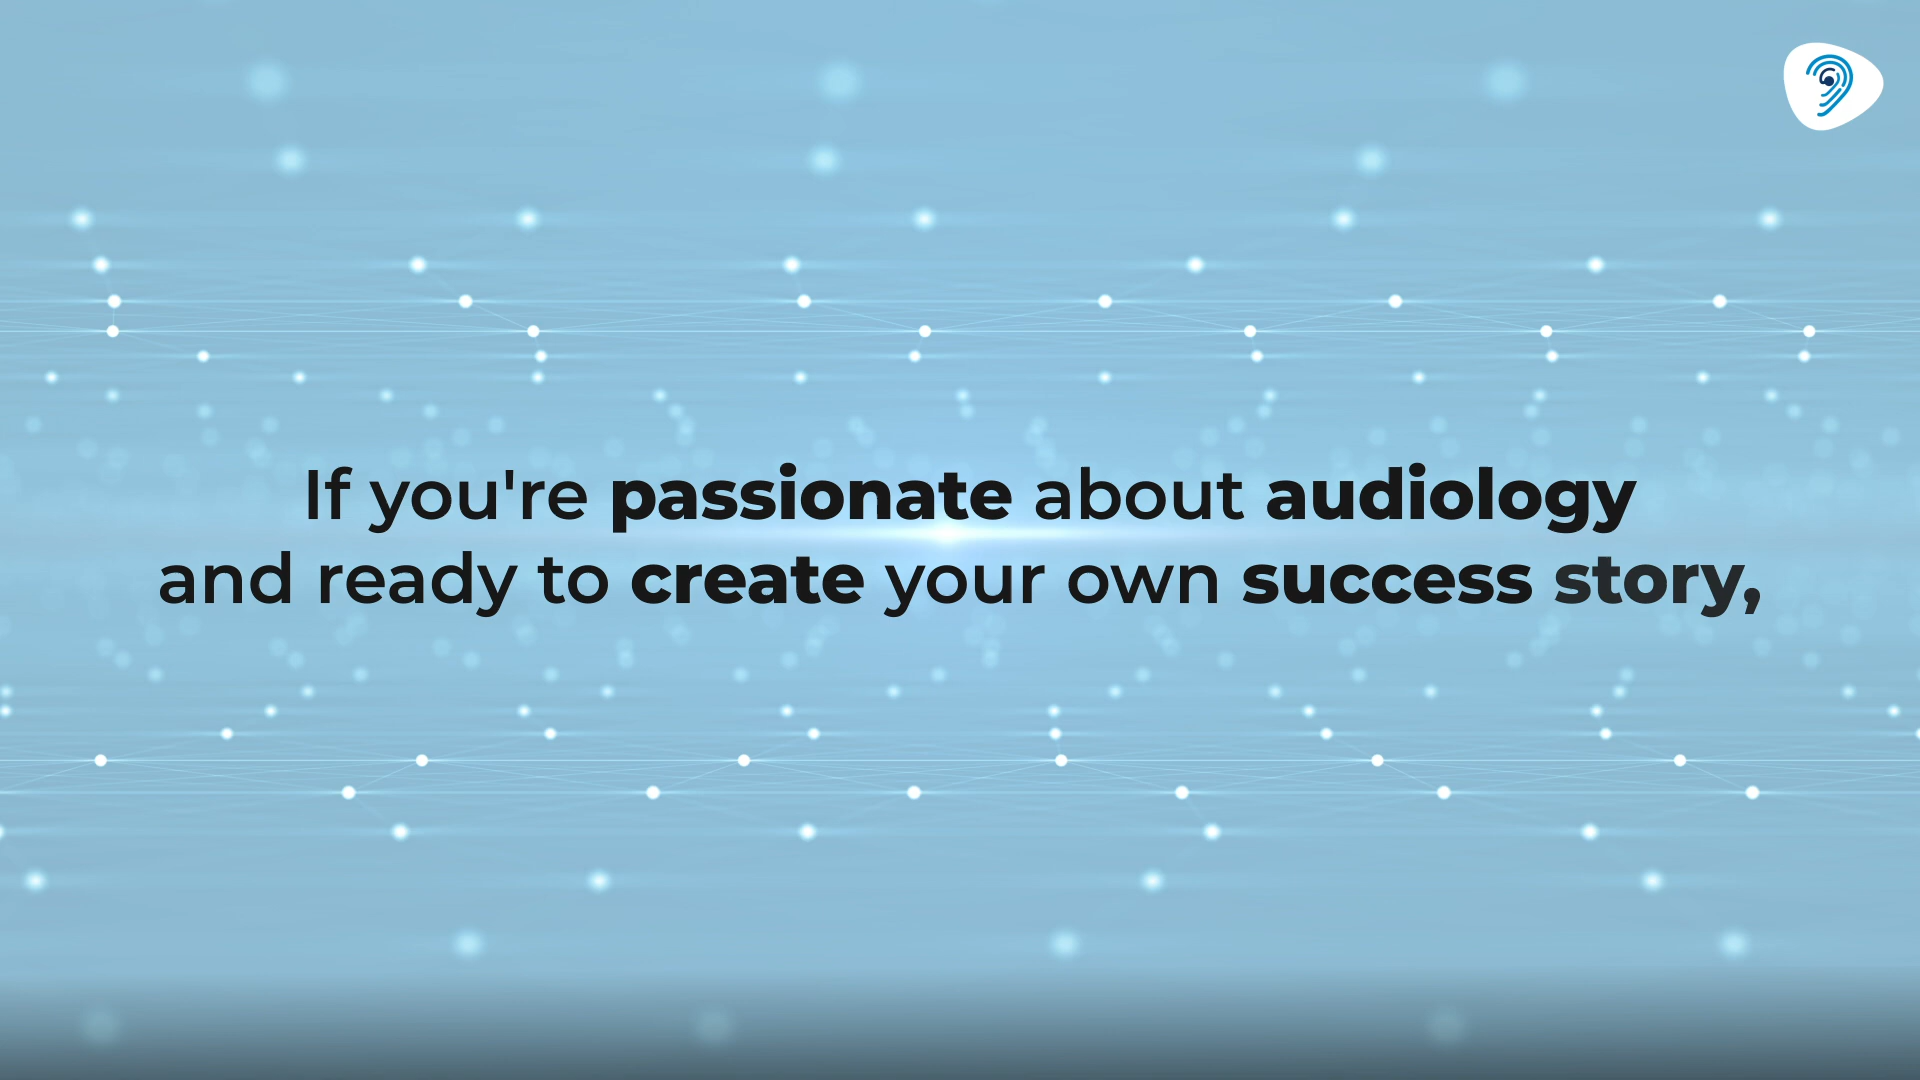 If you're passionate about audiology
and ready to create your own success story,